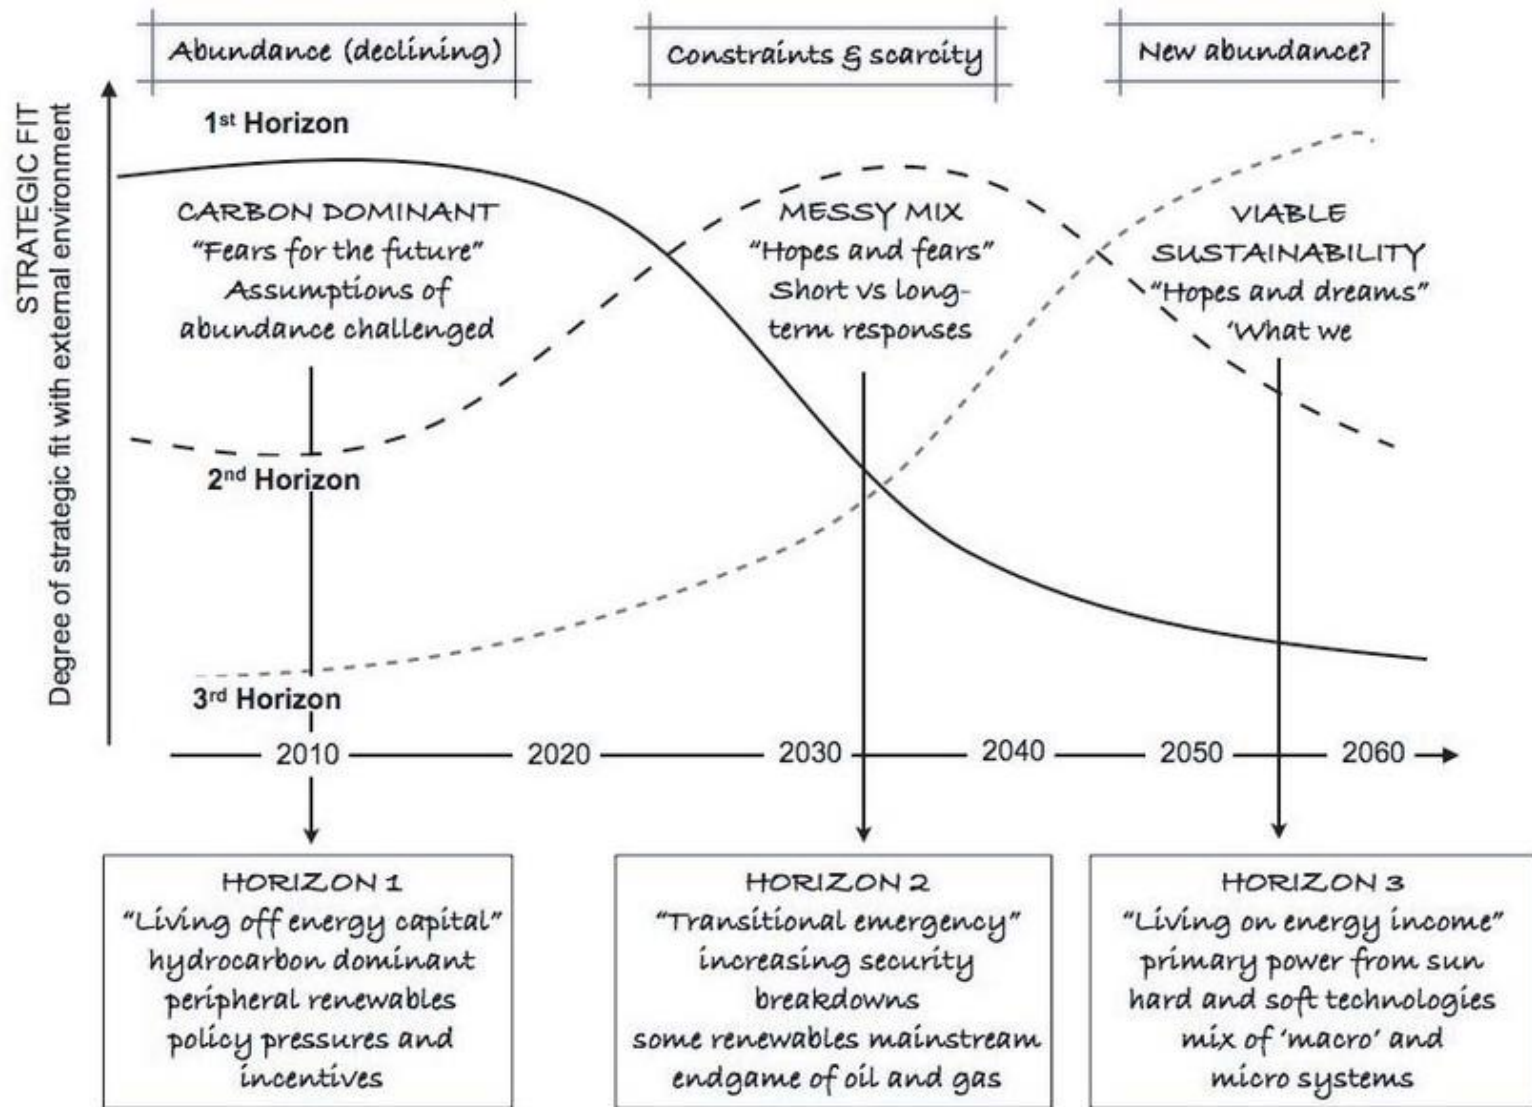 Abundance (declining)
Constraints & scarcity
New abundance?
STRATEGIC FIT
Degree of strategic fit with external environment
1st Horizon
CARBON DOMINANT
“Fears for the future”
Assumptions of
abundance challenged
MESSY MIX
“Hopes and fears”
Short vs long-
term responses
VIABLE
SUSTAINABILITY
“Hopes and dreams”
‘What we
2nd Horizon
3rd Horizon
2010
2020
2030
2040
2050
2060
HORIZON 1
“Living off energy capital”
hydrocarbon dominant
peripheral renewables
policy pressures and
incentives
HORIZON 2
“Transitional emergency”
increasing security
breakdowns
some renewables mainstream
endgame of oil and gas
HORIZON 3
“Living on energy income”
primary power from sun
hard and soft technologies
mix of ‘macro’ and
micro systems